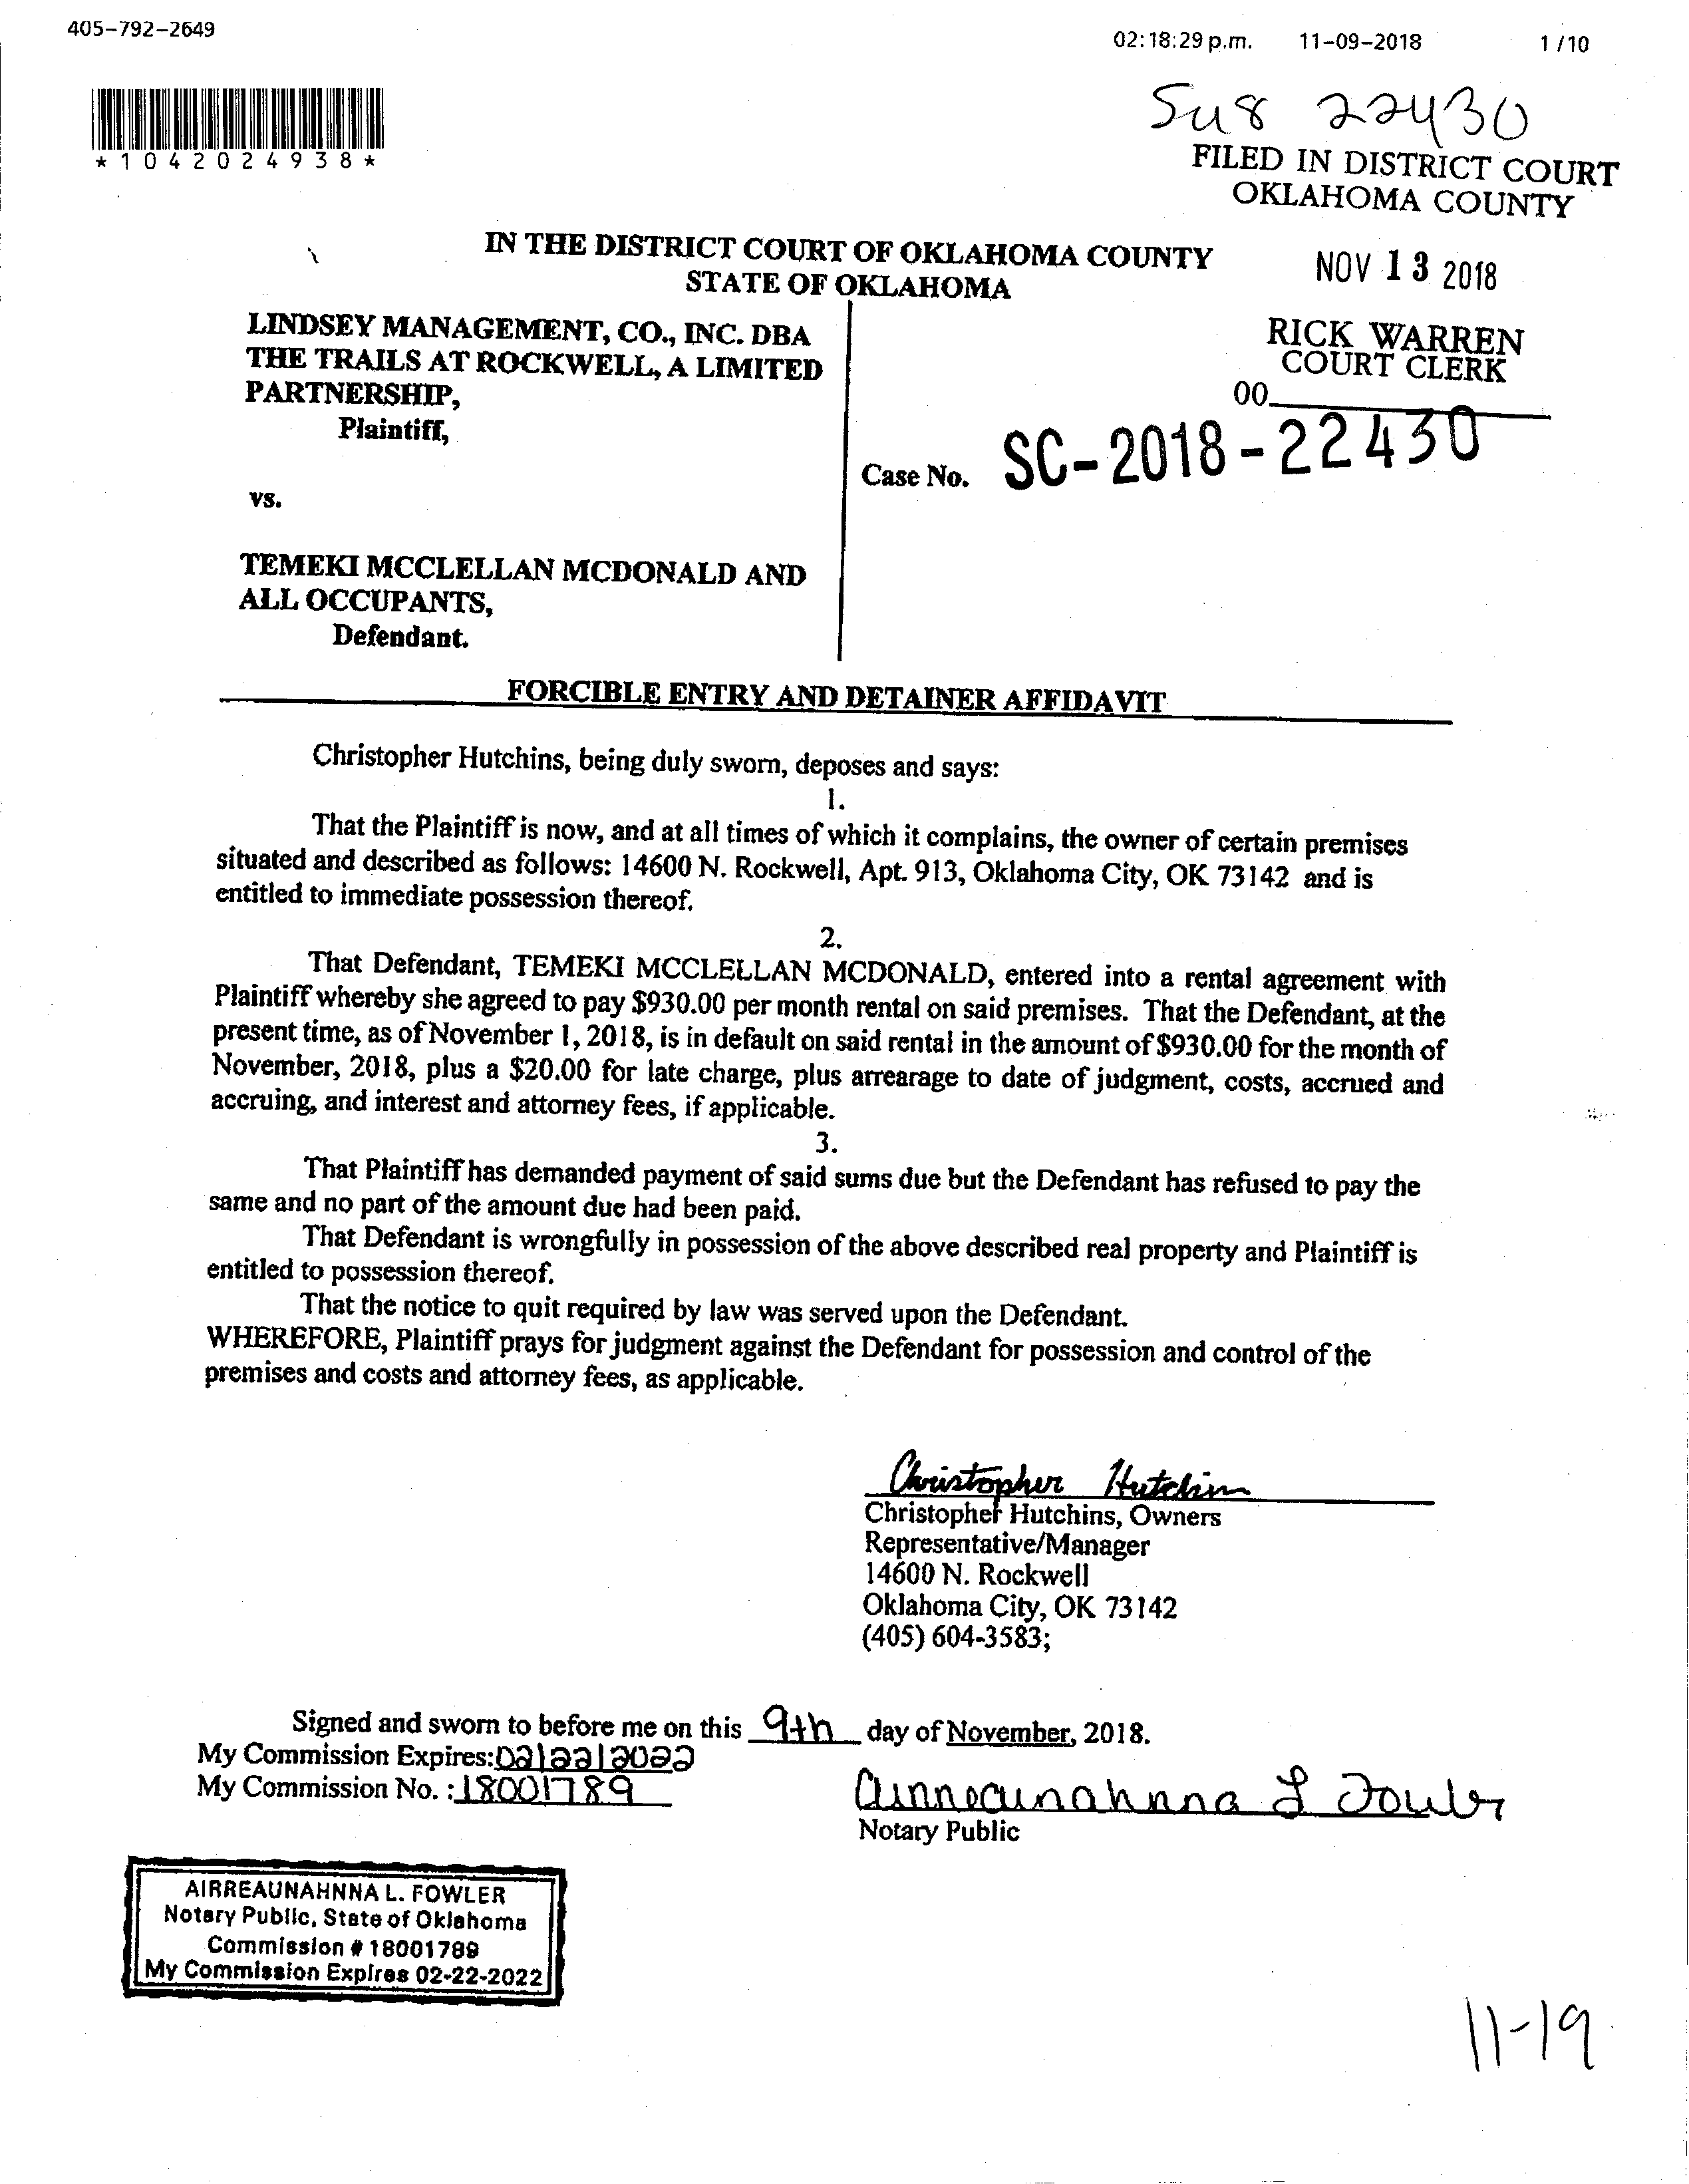 405-792-2649
02:18:29 p.m. 11-09-2018 1 / 10
*1042024938*
22430
FILED IN DISTRICT COURT
OKLAHOMA COUNTY
IN THE DISTRICT COURT OF OKLAHOMA COUNTY
STATE OF OKLAHOMA
NOV 13 2018
RICK WARREN
COURT CLERK
00
LINDSEY MANAGEMENT, CO., INC. DBA
THE TRAILS AT ROCKWELL, A LIMITED
PARTNERSHIP,
Plaintiff,
Case No. SC-2018-22430
vs.
TEMEKI MCCLELLAN MCDONALD AND
ALL OCCUPANTS,
Defendant.
FORCIBLE ENTRY AND DETAINER AFFIDAVIT
Christopher Hutchins, being duly sworn, deposes and says:
1.
That the Plaintiff is now, and at all times of which it complains, the owner of certain premises
situated and described as follows: 14600 N. Rockwell, Apt. 913, Oklahoma City, OK 73142 and is
entitled to immediate possession thereof.
2.
That Defendant, TEMEKI MCCLELLAN MCDONALD, entered into a rental agreement with
Plaintiff whereby she agreed to pay $930.00 per month rental on said premises. That the Defendant, at the
present time, as of November 1, 2018, is in default on said rental in the amount of $930.00 for the month of
November, 2018, plus a $20.00 for late charge, plus arrearage to date of judgment, costs, accrued and
accruing, and interest and attorney fees, if applicable.
3.
That Plaintiff has demanded payment of said sums due but the Defendant has refused to pay the
same and no part of the amount due had been paid.
That Defendant is wrongfully in possession of the above described real property and Plaintiff is
entitled to possession thereof.
That the notice to quit required by law was served upon the Defendant.
WHEREFORE, Plaintiff prays for judgment against the Defendant for possession and control of the
premises and costs and attorney fees, as applicable.
Christopher Hutchins
Christopher Hutchins, Owners
Representative/Manager
14600 N. Rockwell
Oklahoma City, OK 73142
(405) 604-3583;
Signed and sworn to before me on this 9th day of November, 2018.
My Commission Expires: 02/22/2022
My Commission No. : 18001789
Airreaunahnna L Fowler
Notary Public
AIRREAUNAHNNA L. FOWLER
Notary Public, State of Oklahoma
Commission # 18001789
My Commission Expires 02-22-2022
11-19